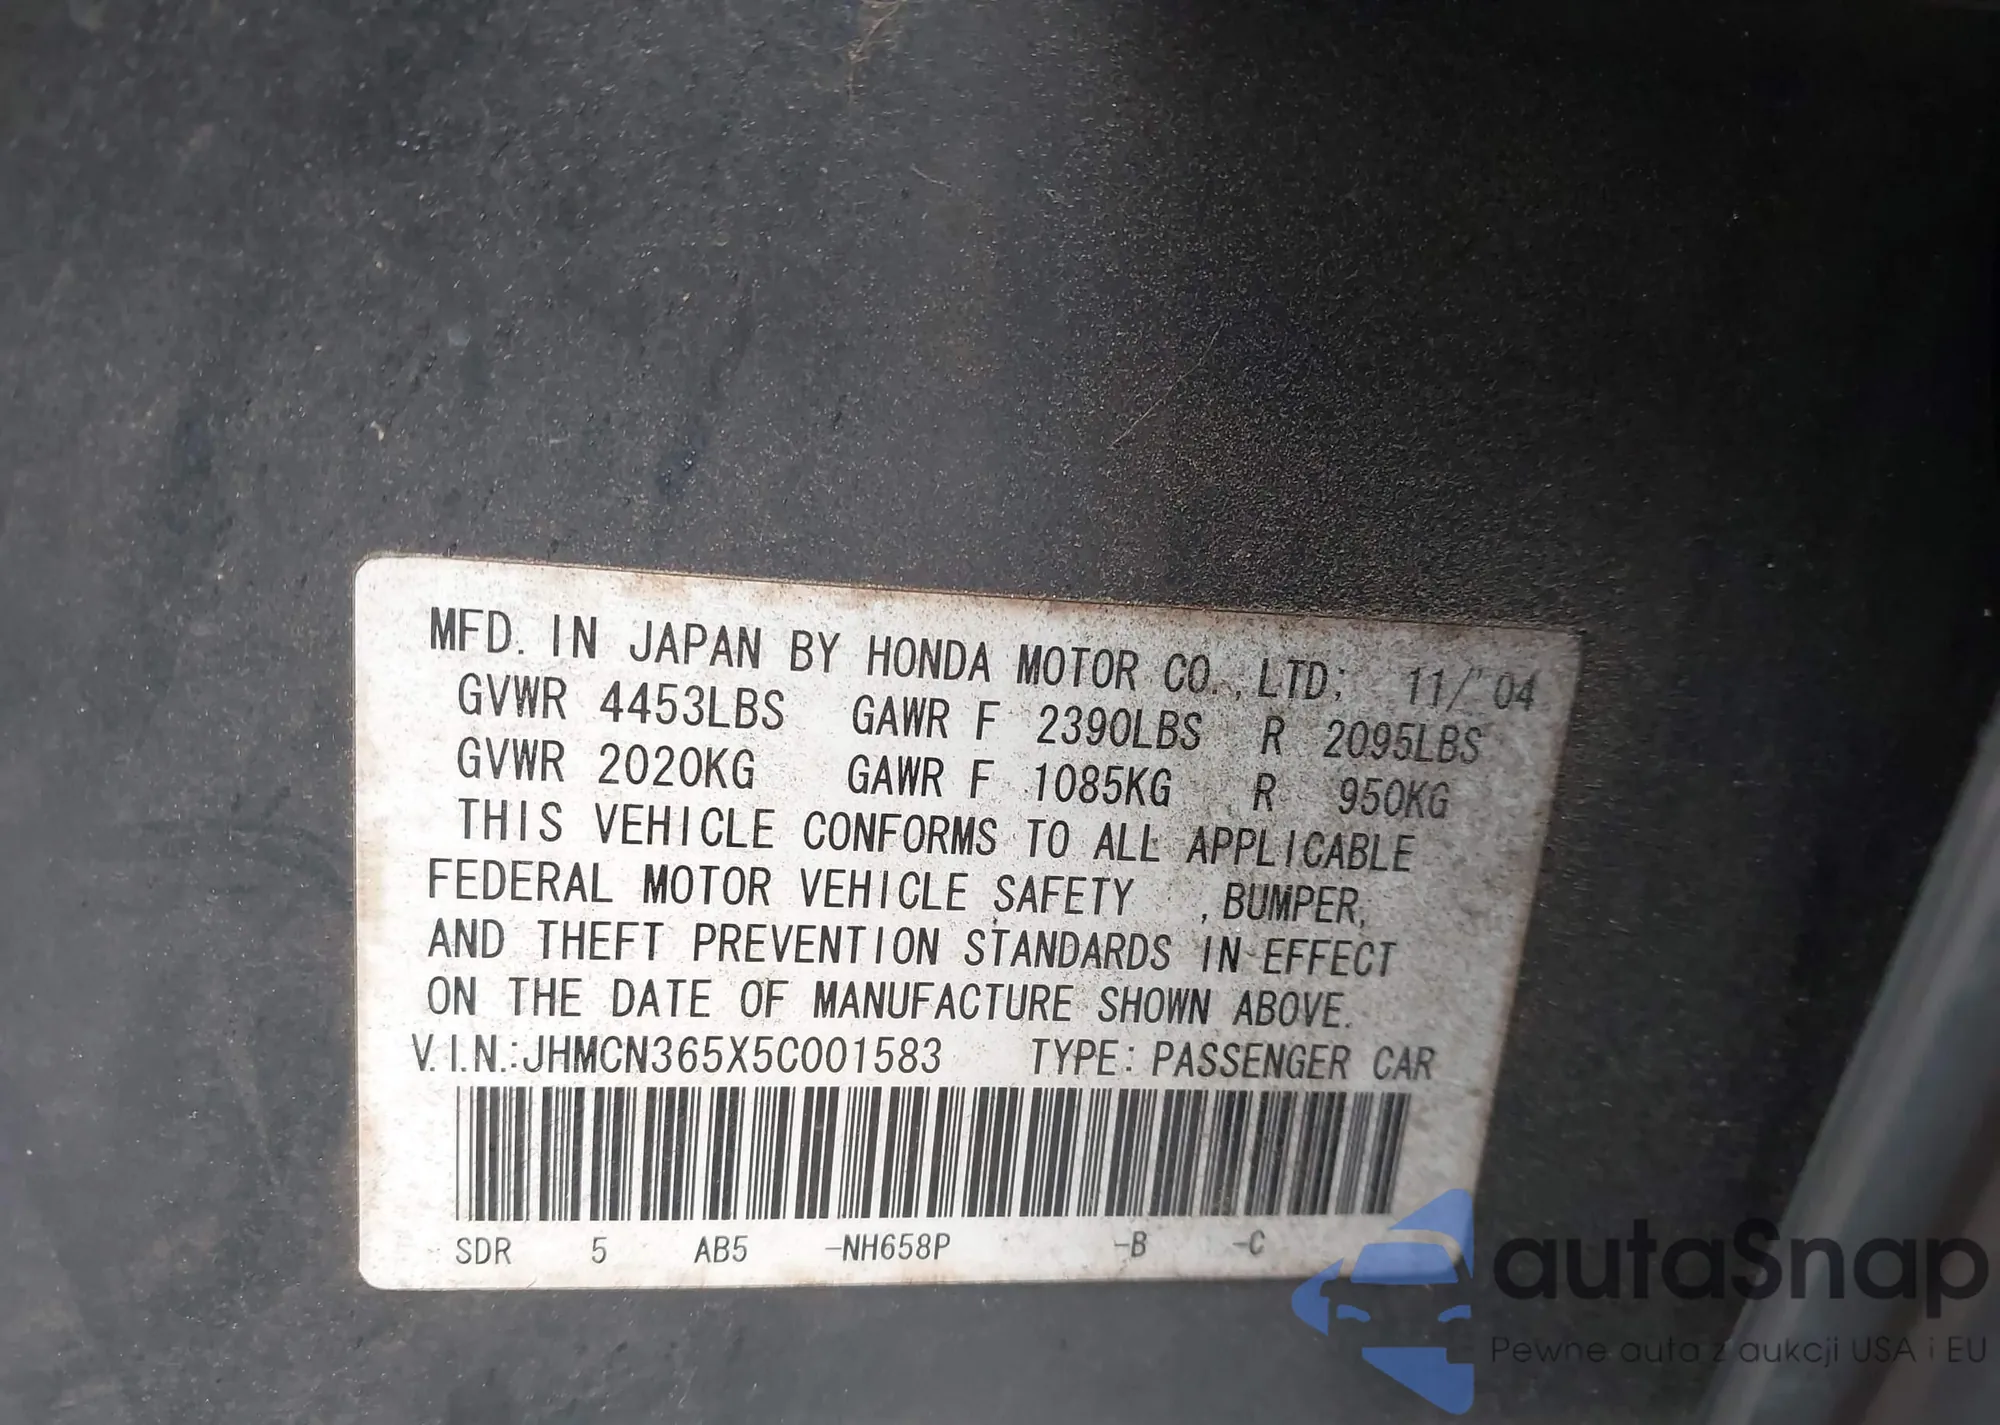 MFD. IN JAPAN BY HONDA MOTOR CO., LTD; 11/'04
GVWR 4453LBS GAWR F 2390LBS R 2095LBS
GVWR 2020KG GAWR F 1085KG R 950KG
THIS VEHICLE CONFORMS TO ALL APPLICABLE
FEDERAL MOTOR VEHICLE SAFETY , BUMPER,
AND THEFT PREVENTION STANDARDS IN EFFECT
ON THE DATE OF MANUFACTURE SHOWN ABOVE.
V.I.N.:JHMCN365X5C001583 TYPE: PASSENGER CAR
SDR 5 AB5 -NH658P -B -C
autaSnap
Pewne auta z aukcji USA i EU